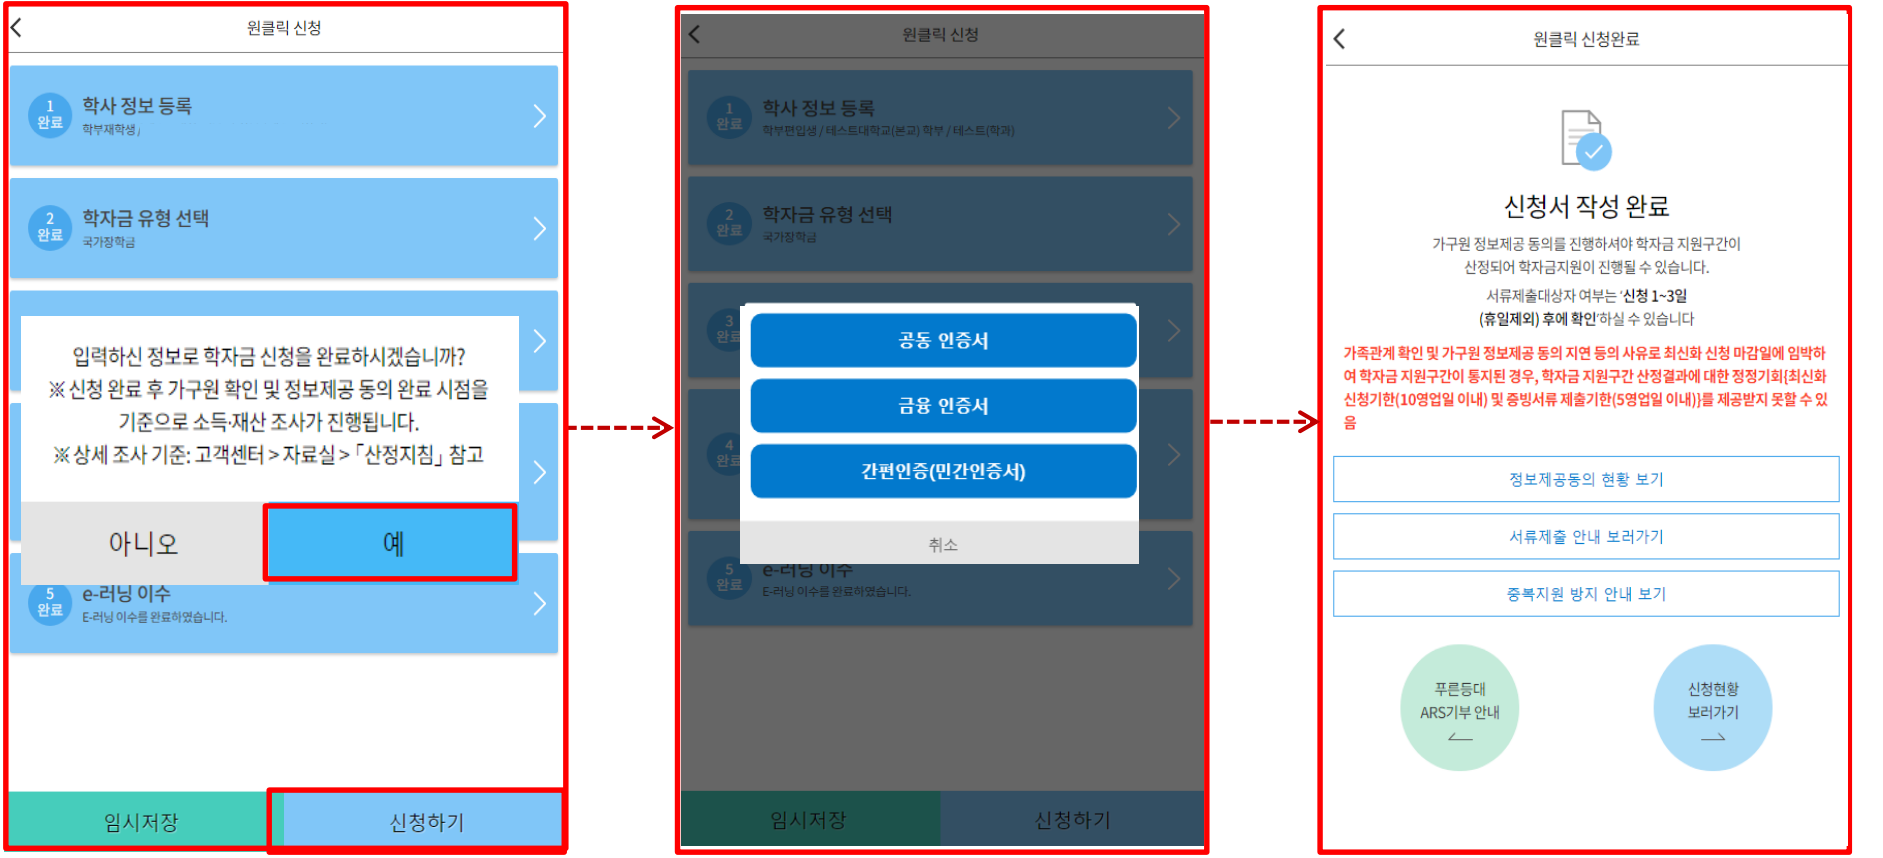 원클릭 신청
1
완료
학사 정보 등록
학부재학생 /
2
완료
학자금 유형 선택
국가장학금
입력하신 정보로 학자금 신청을 완료하시겠습니까?
※ 신청 완료 후 가구원 확인 및 정보제공 동의 완료 시점을
기준으로 소득·재산 조사가 진행됩니다.
※ 상세 조사 기준: 고객센터 > 자료실 > 「산정지침」 참고
아니오
예
5
완료
e-러닝 이수
E-러닝 이수를 완료하였습니다.
임시저장
신청하기
원클릭 신청
1
완료
학사 정보 등록
학부편입생 / 테스트대학교(본교) 학부 / 테스트(학과)
2
완료
학자금 유형 선택
국가장학금
3
완료
공동 인증서
금융 인증서
4
완료
간편인증(민간인증서)
취소
5
완료
e-러닝 이수
E-러닝 이수를 완료하였습니다.
임시저장
신청하기
원클릭 신청완료
신청서 작성 완료
가구원 정보제공 동의를 진행하셔야 학자금 지원구간이
산정되어 학자금지원이 진행될 수 있습니다.
서류제출대상자 여부는 '신청 1~3일
(휴일제외) 후에 확인'하실 수 있습니다
가족관계 확인 및 가구원 정보제공 동의 지연 등의 사유로 최신화 신청 마감일에 임박하
여 학자금 지원구간이 통지된 경우, 학자금 지원구간 산정결과에 대한 정정기회{최신화
신청기한(10영업일 이내) 및 증빙서류 제출기한(5영업일 이내)}를 제공받지 못할 수 있
음
정보제공동의 현황 보기
서류제출 안내 보러가기
중복지원 방지 안내 보기
푸른등대
ARS기부 안내
신청현황
보러가기